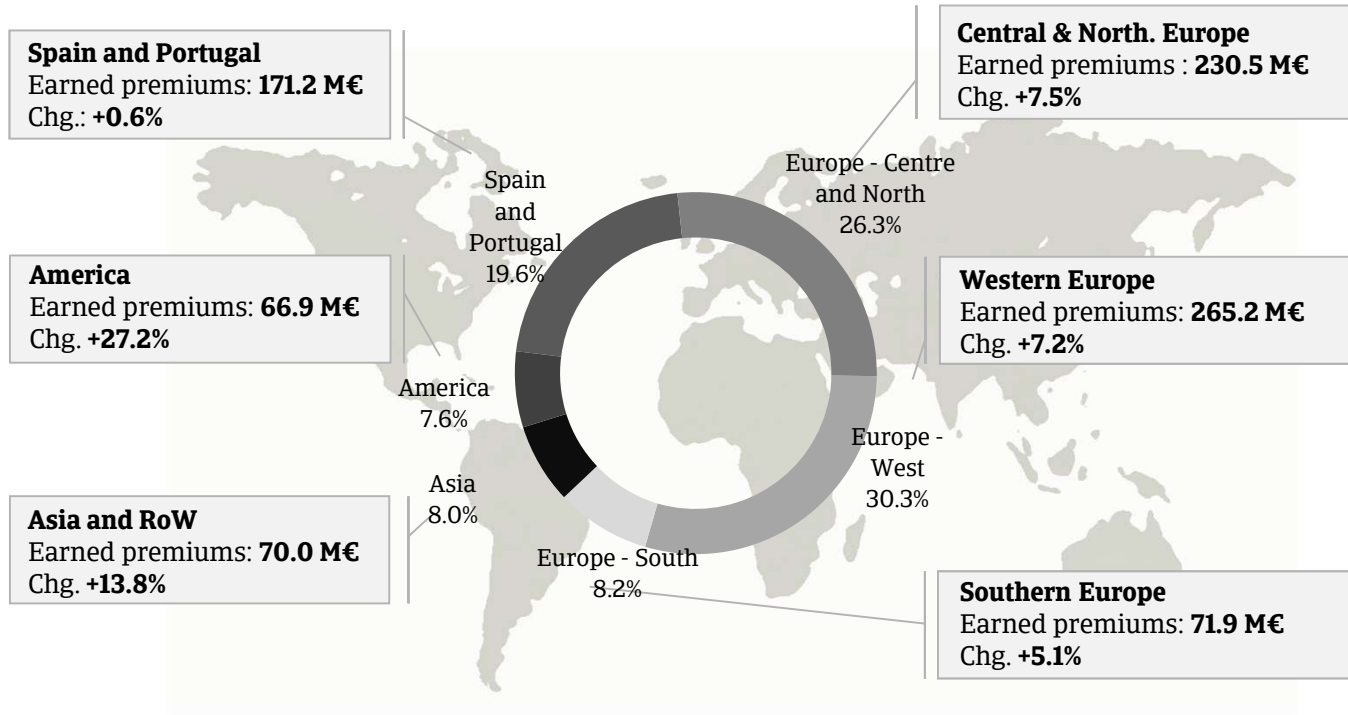 Spain and Portugal
Earned premiums: 171.2 M€
Chg.: +0.6%
Central & North. Europe
Earned premiums : 230.5 M€
Chg. +7.5%
America
Earned premiums: 66.9 M€
Chg. +27.2%
Western Europe
Earned premiums: 265.2 M€
Chg. +7.2%
Asia and RoW
Earned premiums: 70.0 M€
Chg. +13.8%
Southern Europe
Earned premiums: 71.9 M€
Chg. +5.1%
Spain
and
Portugal
19.6%
Europe - Centre
and North
26.3%
America
7.6%
Europe -
West
30.3%
Asia
8.0%
Europe - South
8.2%